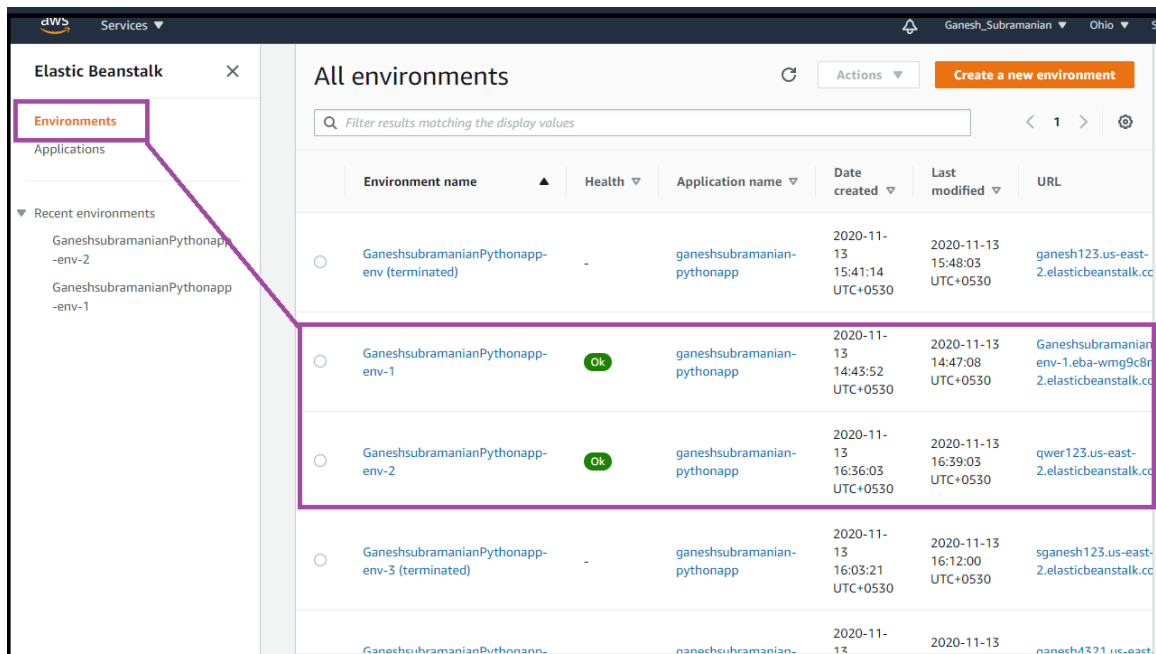 aws Services ▼ Ganesh_Subramanian ▼ Ohio ▼
Elastic Beanstalk
Environments
Applications
Recent environments
GaneshsubramanianPythonapp
-env-2
GaneshsubramanianPythonapp
-env-1
All environments
Actions ▼
Create a new environment
Filter results matching the display values
1
Environment name
Health
Application name
Date
created
Last
modified
URL
GaneshsubramanianPythonapp-
env (terminated)
-
ganeshsubramanian-
pythonapp
2020-11-
13
15:41:14
UTC+0530
2020-11-13
15:48:03
UTC+0530
ganesh123.us-east-
2.elasticbeanstalk.co
GaneshsubramanianPythonapp-
env-1
Ok
ganeshsubramanian-
pythonapp
2020-11-
13
14:43:52
UTC+0530
2020-11-13
14:47:08
UTC+0530
Ganeshsubramanian
env-1.eba-wmg9c8r
2.elasticbeanstalk.co
GaneshsubramanianPythonapp-
env-2
Ok
ganeshsubramanian-
pythonapp
2020-11-
13
16:36:03
UTC+0530
2020-11-13
16:39:03
UTC+0530
qwer123.us-east-
2.elasticbeanstalk.co
GaneshsubramanianPythonapp-
env-3 (terminated)
-
ganeshsubramanian-
pythonapp
2020-11-
13
16:03:21
UTC+0530
2020-11-13
16:12:00
UTC+0530
sganesh123.us-east-
2.elasticbeanstalk.co
GaneshsubramanianPythonapp-
ganeshsubramanian-
2020-11-
13
2020-11-13
ganesh4321.us-east-